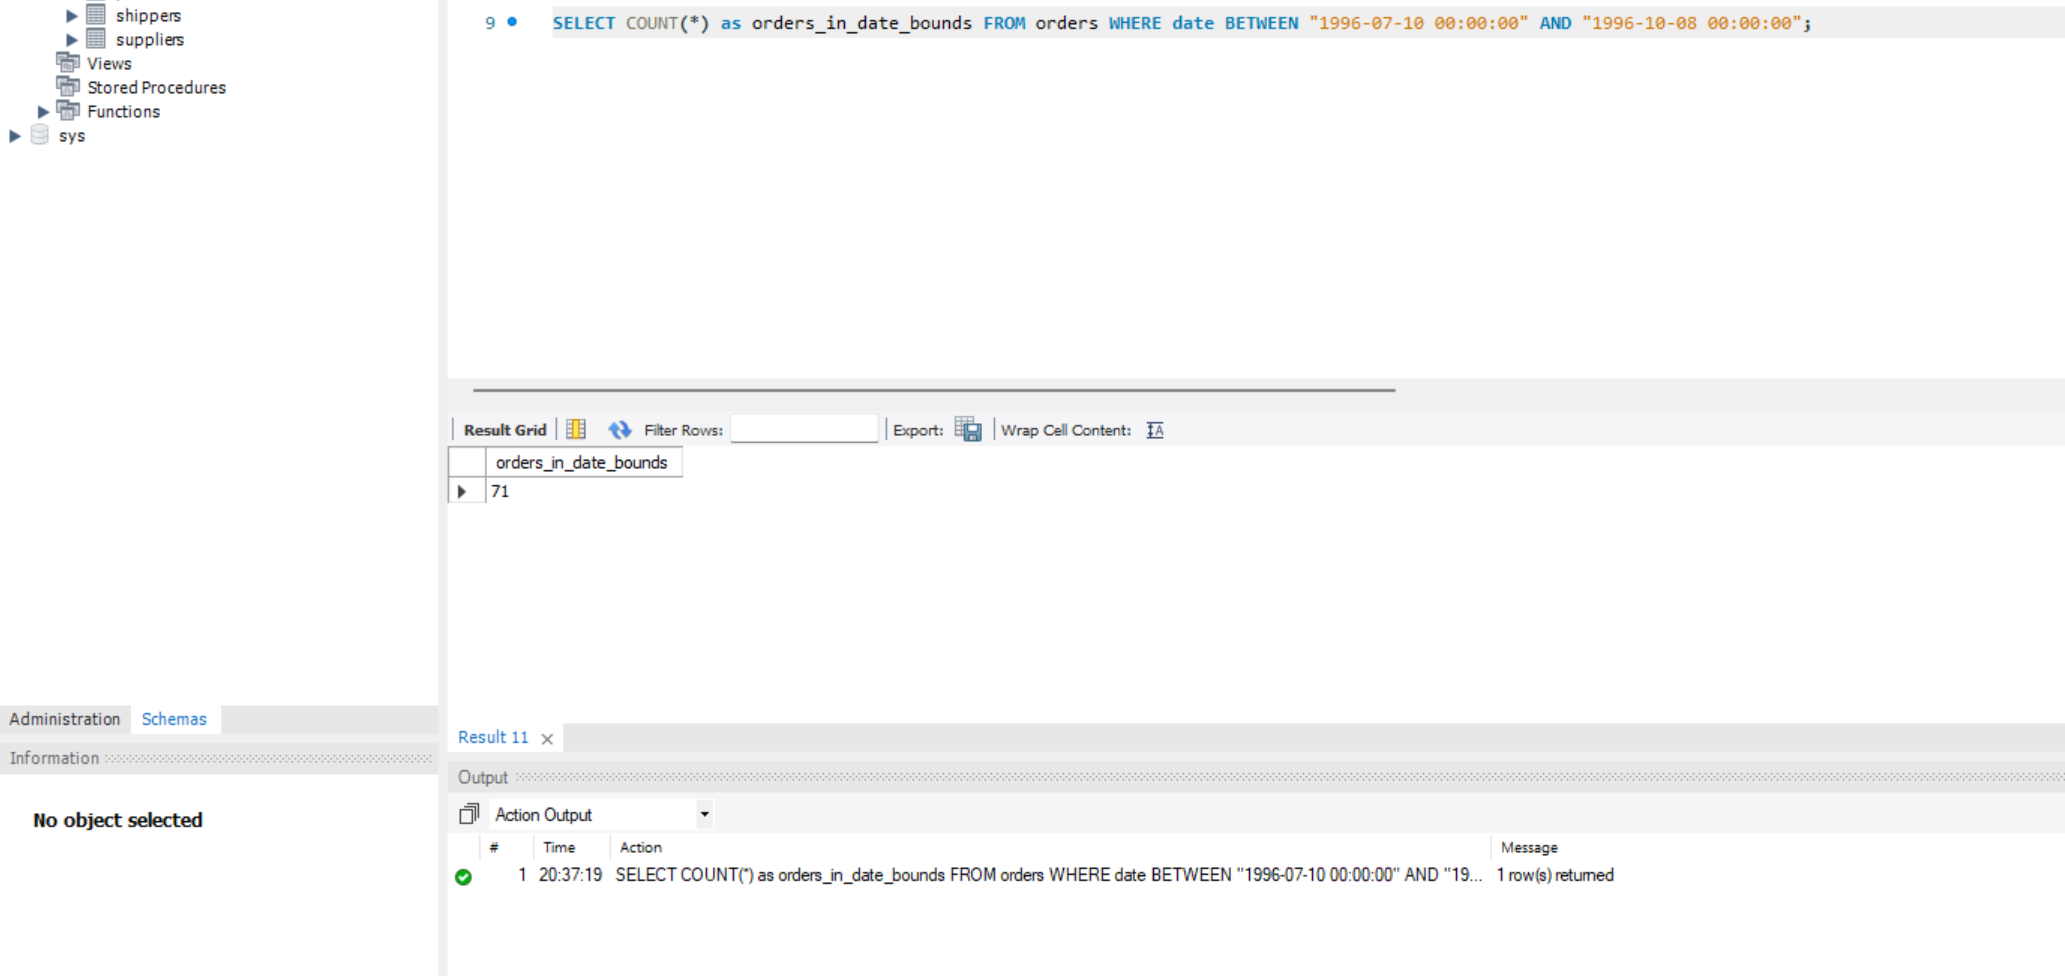 shippers
suppliers
Views
Stored Procedures
Functions
sys
Administration Schemas
Information
No object selected
9 SELECT COUNT(*) as orders_in_date_bounds FROM orders WHERE date BETWEEN "1996-07-10 00:00:00" AND "1996-10-08 00:00:00";
Result Grid Filter Rows: Export: Wrap Cell Content:
orders_in_date_bounds
71
Result 11
Output
Action Output
# Time Action Message
1 20:37:19 SELECT COUNT(*) as orders_in_date_bounds FROM orders WHERE date BETWEEN "1996-07-10 00:00:00" AND "19... 1 row(s) returned